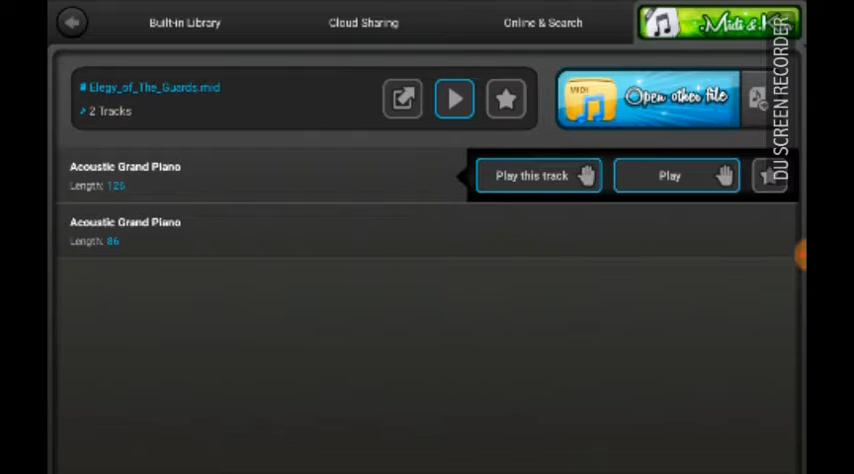 Built-in Library
Cloud Sharing
Online & Search
Midi &
# Elegy_of_The_Guards.mid
♪ 2 Tracks
MIDI
Open other file
Acoustic Grand Piano
Length: 126
Play this track
Play
Acoustic Grand Piano
Length: 86
DU SCREEN RECORDER